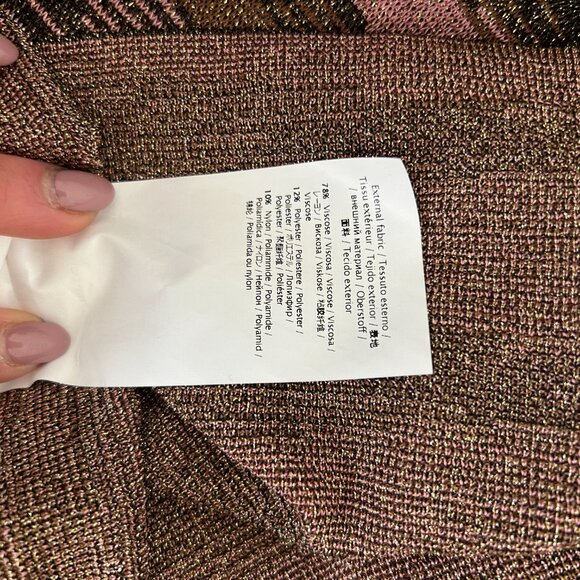 External fabric / Tessuto esterno /
Tissu extérieur / Tejido exterior / 表地
/ внешний материал / Oberstoff /
面料 / Tecido exterior
78% Viscose / Viscosa / Viscose / Viscosa /
レーヨン / Вискоза / Viskose / 粘胶纤维 /
Viscose
12% Polyester / Poliestere / Polyester /
Poliester / ポリエステル / Полиэфир /
Polyester / 聚酯纤维 / Poliéster
10% Nylon / Poliammide / Polyamide /
Poliamídica / ナイロン / Нейлон / Polyamid /
锦纶 / Poliamida ou nylon